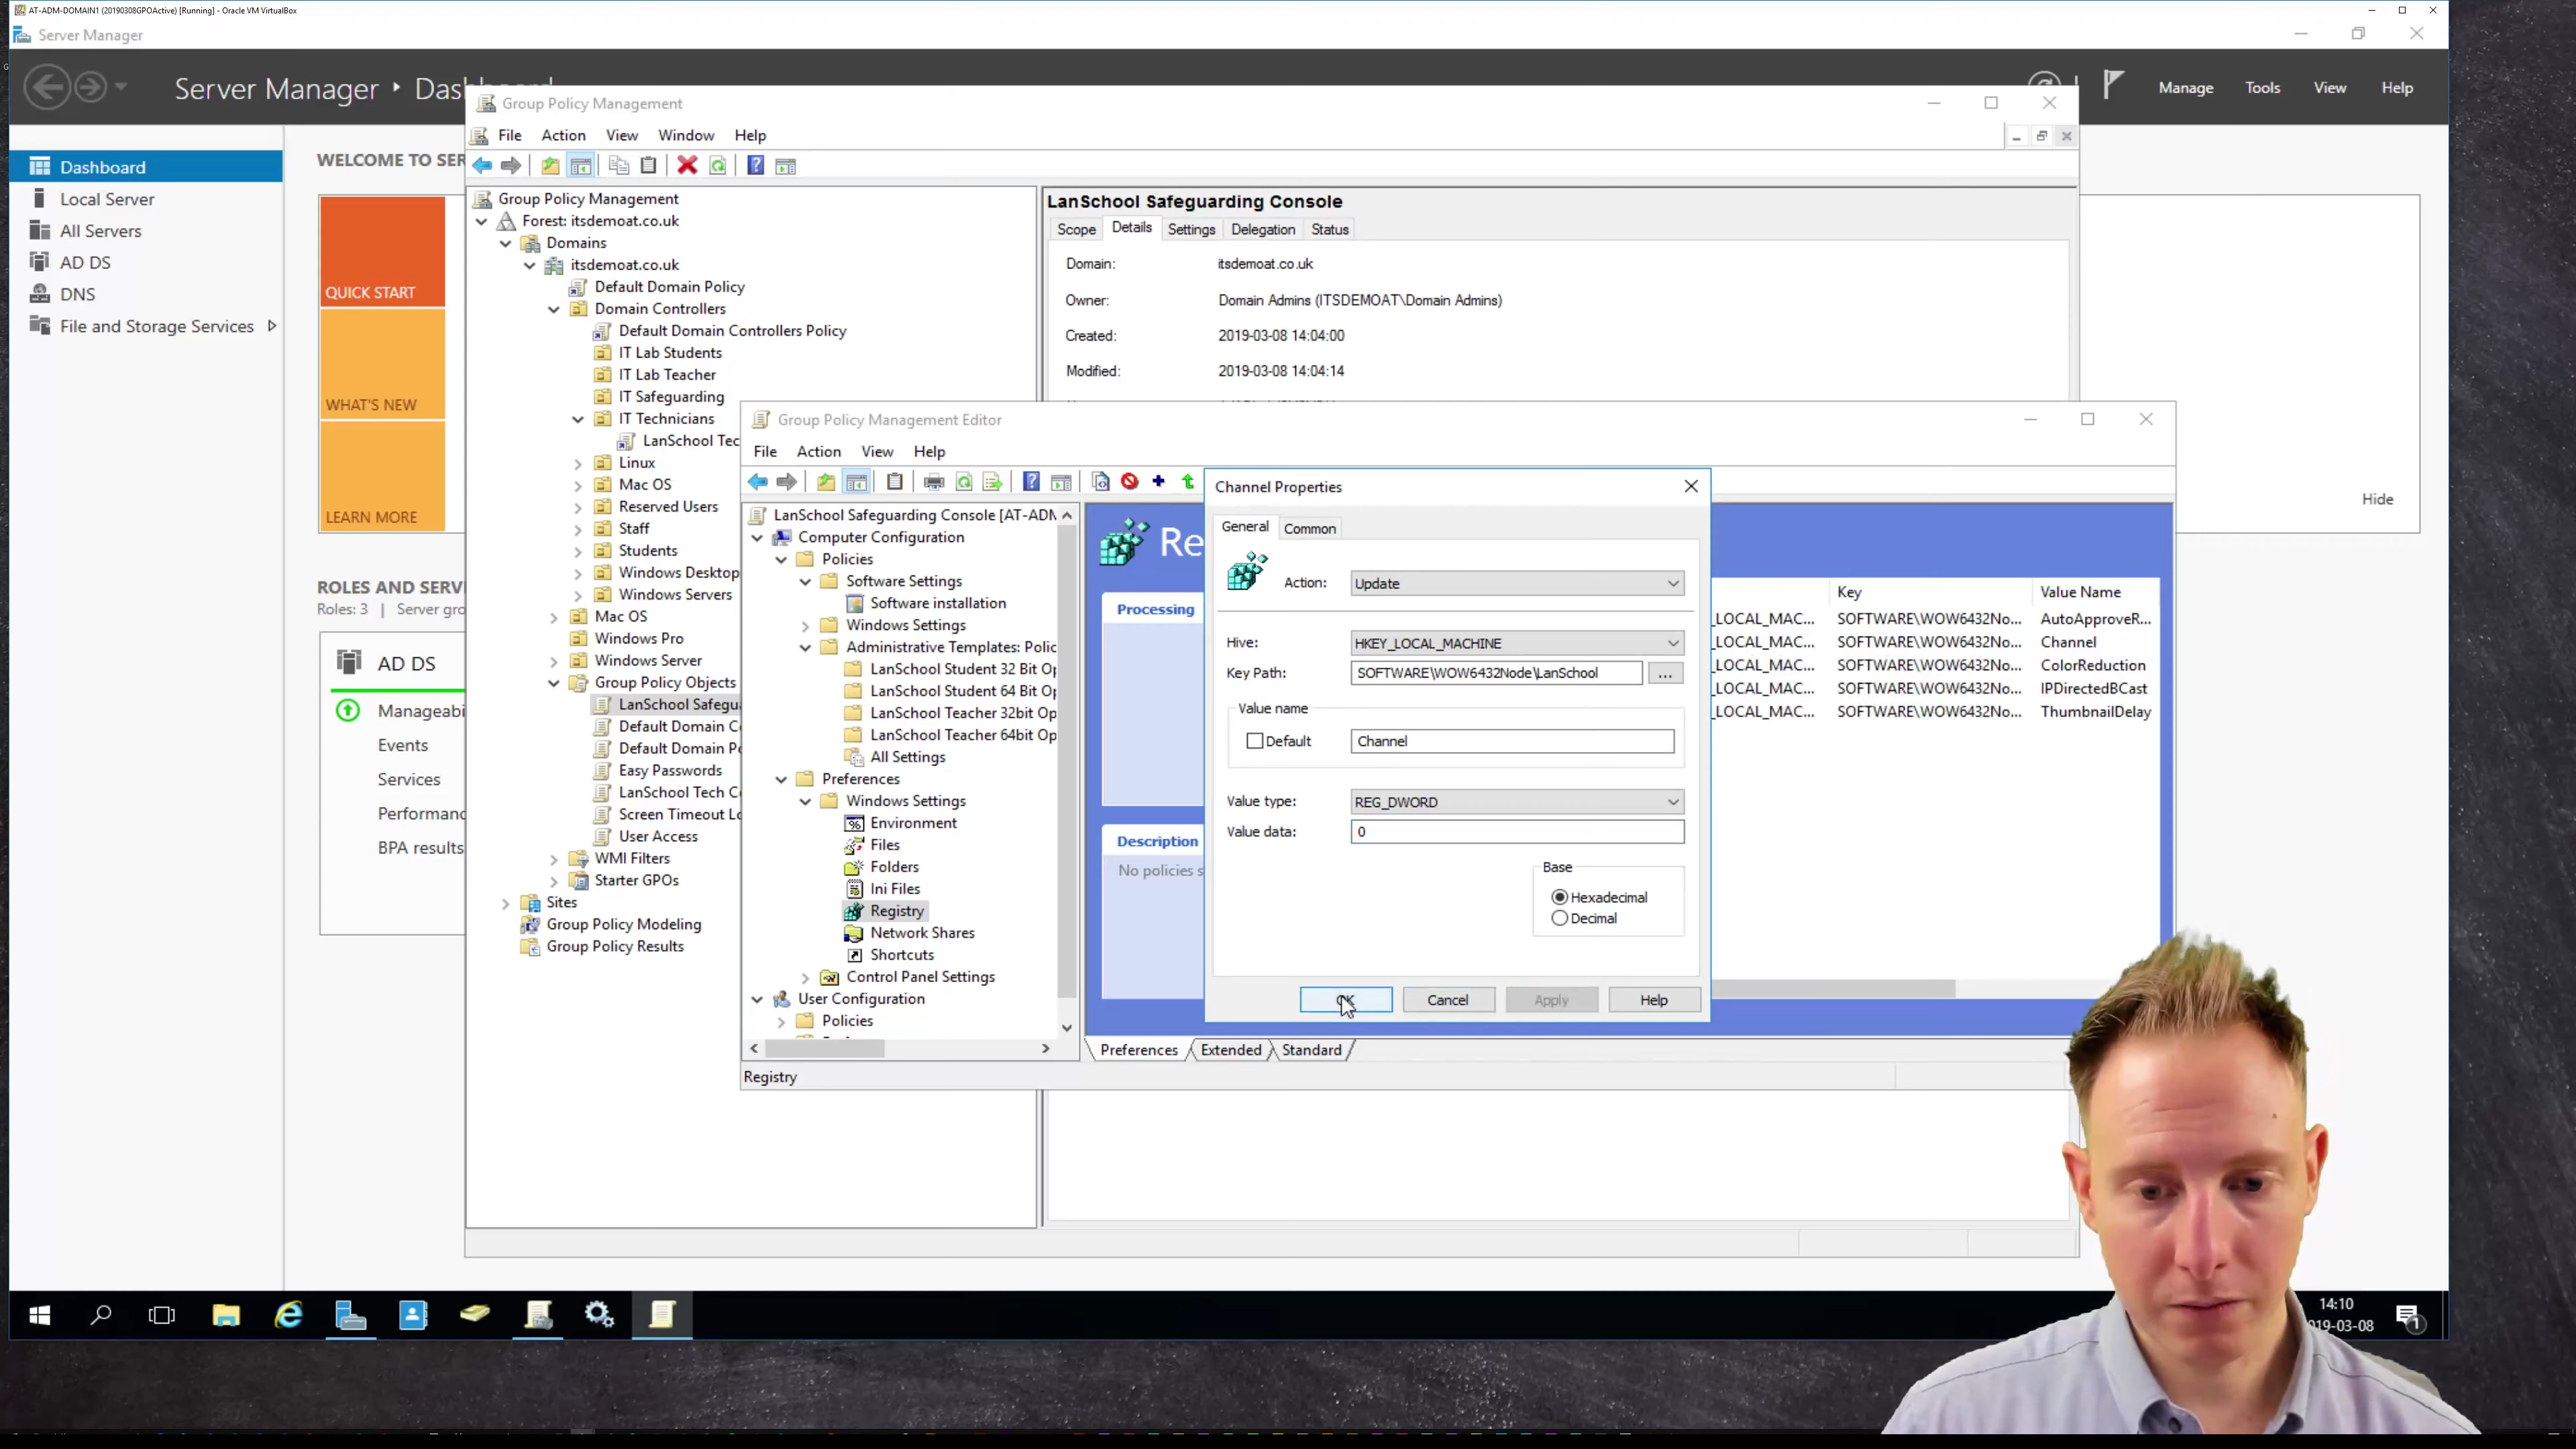 AT-ADM-DOMAIN1 (20190308GPOActive) [Running] - Oracle VM VirtualBox
Server Manager
Server Manager • Dashboard
Manage Tools View Help
Dashboard
Local Server
All Servers
AD DS
DNS
File and Storage Services
WELCOME TO SER
QUICK START
WHAT'S NEW
LEARN MORE
Hide
ROLES AND SERV
Roles: 3 | Server gro
AD DS
Manageabi
Events
Services
Performanc
BPA results
Group Policy Management
File Action View Window Help
Group Policy Management
Forest: itsdemoat.co.uk
Domains
itsdemoat.co.uk
Default Domain Policy
Domain Controllers
Default Domain Controllers Policy
IT Lab Students
IT Lab Teacher
IT Safeguarding
IT Technicians
LanSchool Tec
Linux
Mac OS
Reserved Users
Staff
Students
Windows Desktop
Windows Servers
Mac OS
Windows Pro
Windows Server
Group Policy Objects
LanSchool Safegua
Default Domain C
Default Domain P
Easy Passwords
LanSchool Tech C
Screen Timeout Lo
User Access
WMI Filters
Starter GPOs
Sites
Group Policy Modeling
Group Policy Results
LanSchool Safeguarding Console
Scope Details Settings Delegation Status
Domain: itsdemoat.co.uk
Owner: Domain Admins (ITSDEMOAT\Domain Admins)
Created: 2019-03-08 14:04:00
Modified: 2019-03-08 14:04:14
Group Policy Management Editor
File Action View Help
LanSchool Safeguarding Console [AT-ADM
Computer Configuration
Policies
Software Settings
Software installation
Windows Settings
Administrative Templates: Polic
LanSchool Student 32 Bit Op
LanSchool Student 64 Bit Op
LanSchool Teacher 32bit Op
LanSchool Teacher 64bit Op
All Settings
Preferences
Windows Settings
Environment
Files
Folders
Ini Files
Registry
Network Shares
Shortcuts
Control Panel Settings
User Configuration
Policies
Re
Processing
Description
No policies s
Key Value Name
_LOCAL_MAC... SOFTWARE\WOW6432No... AutoApproveR...
_LOCAL_MAC... SOFTWARE\WOW6432No... Channel
_LOCAL_MAC... SOFTWARE\WOW6432No... ColorReduction
_LOCAL_MAC... SOFTWARE\WOW6432No... IPDirectedBCast
_LOCAL_MAC... SOFTWARE\WOW6432No... ThumbnailDelay
Preferences Extended Standard
Registry
Channel Properties
General Common
Action: Update
Hive: HKEY_LOCAL_MACHINE
Key Path: SOFTWARE\WOW6432Node\LanSchool ...
Value name
Default Channel
Value type: REG_DWORD
Value data: 0
Base
Hexadecimal
Decimal
OK Cancel Apply Help
14:10
019-03-08
1